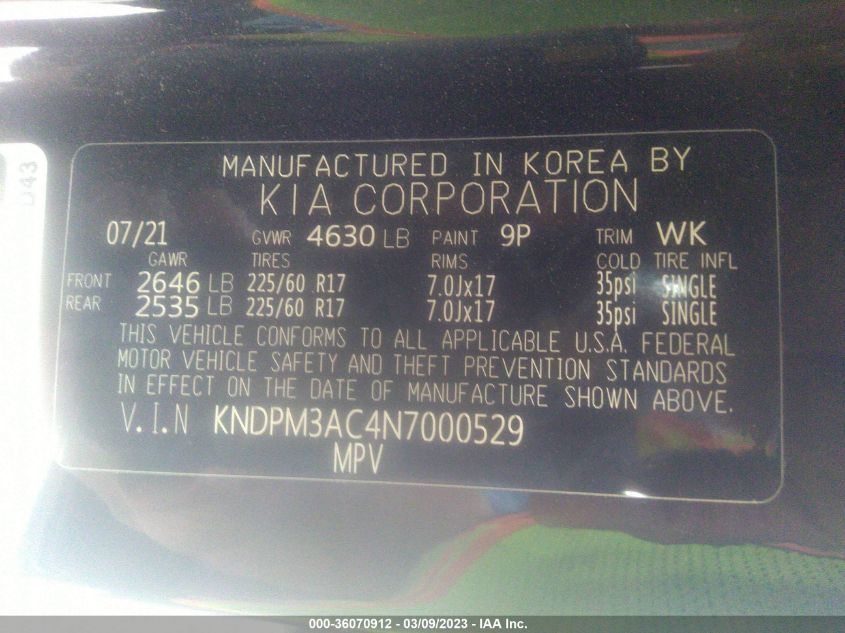 D43
MANUFACTURED IN KOREA BY
KIA CORPORATION
07/21 GVWR 4630 LB PAINT 9P TRIM WK
GAWR TIRES RIMS COLD TIRE INFL
FRONT 2646 LB 225/60 R17 7.0Jx17 35psi SINGLE
REAR 2535 LB 225/60 R17 7.0Jx17 35psi SINGLE
THIS VEHICLE CONFORMS TO ALL APPLICABLE U.S.A. FEDERAL
MOTOR VEHICLE SAFETY AND THEFT PREVENTION STANDARDS
IN EFFECT ON THE DATE OF MANUFACTURE SHOWN ABOVE.
V.I.N KNDPM3AC4N7000529
MPV
000-36070912 - 03/09/2023 - IAA Inc.